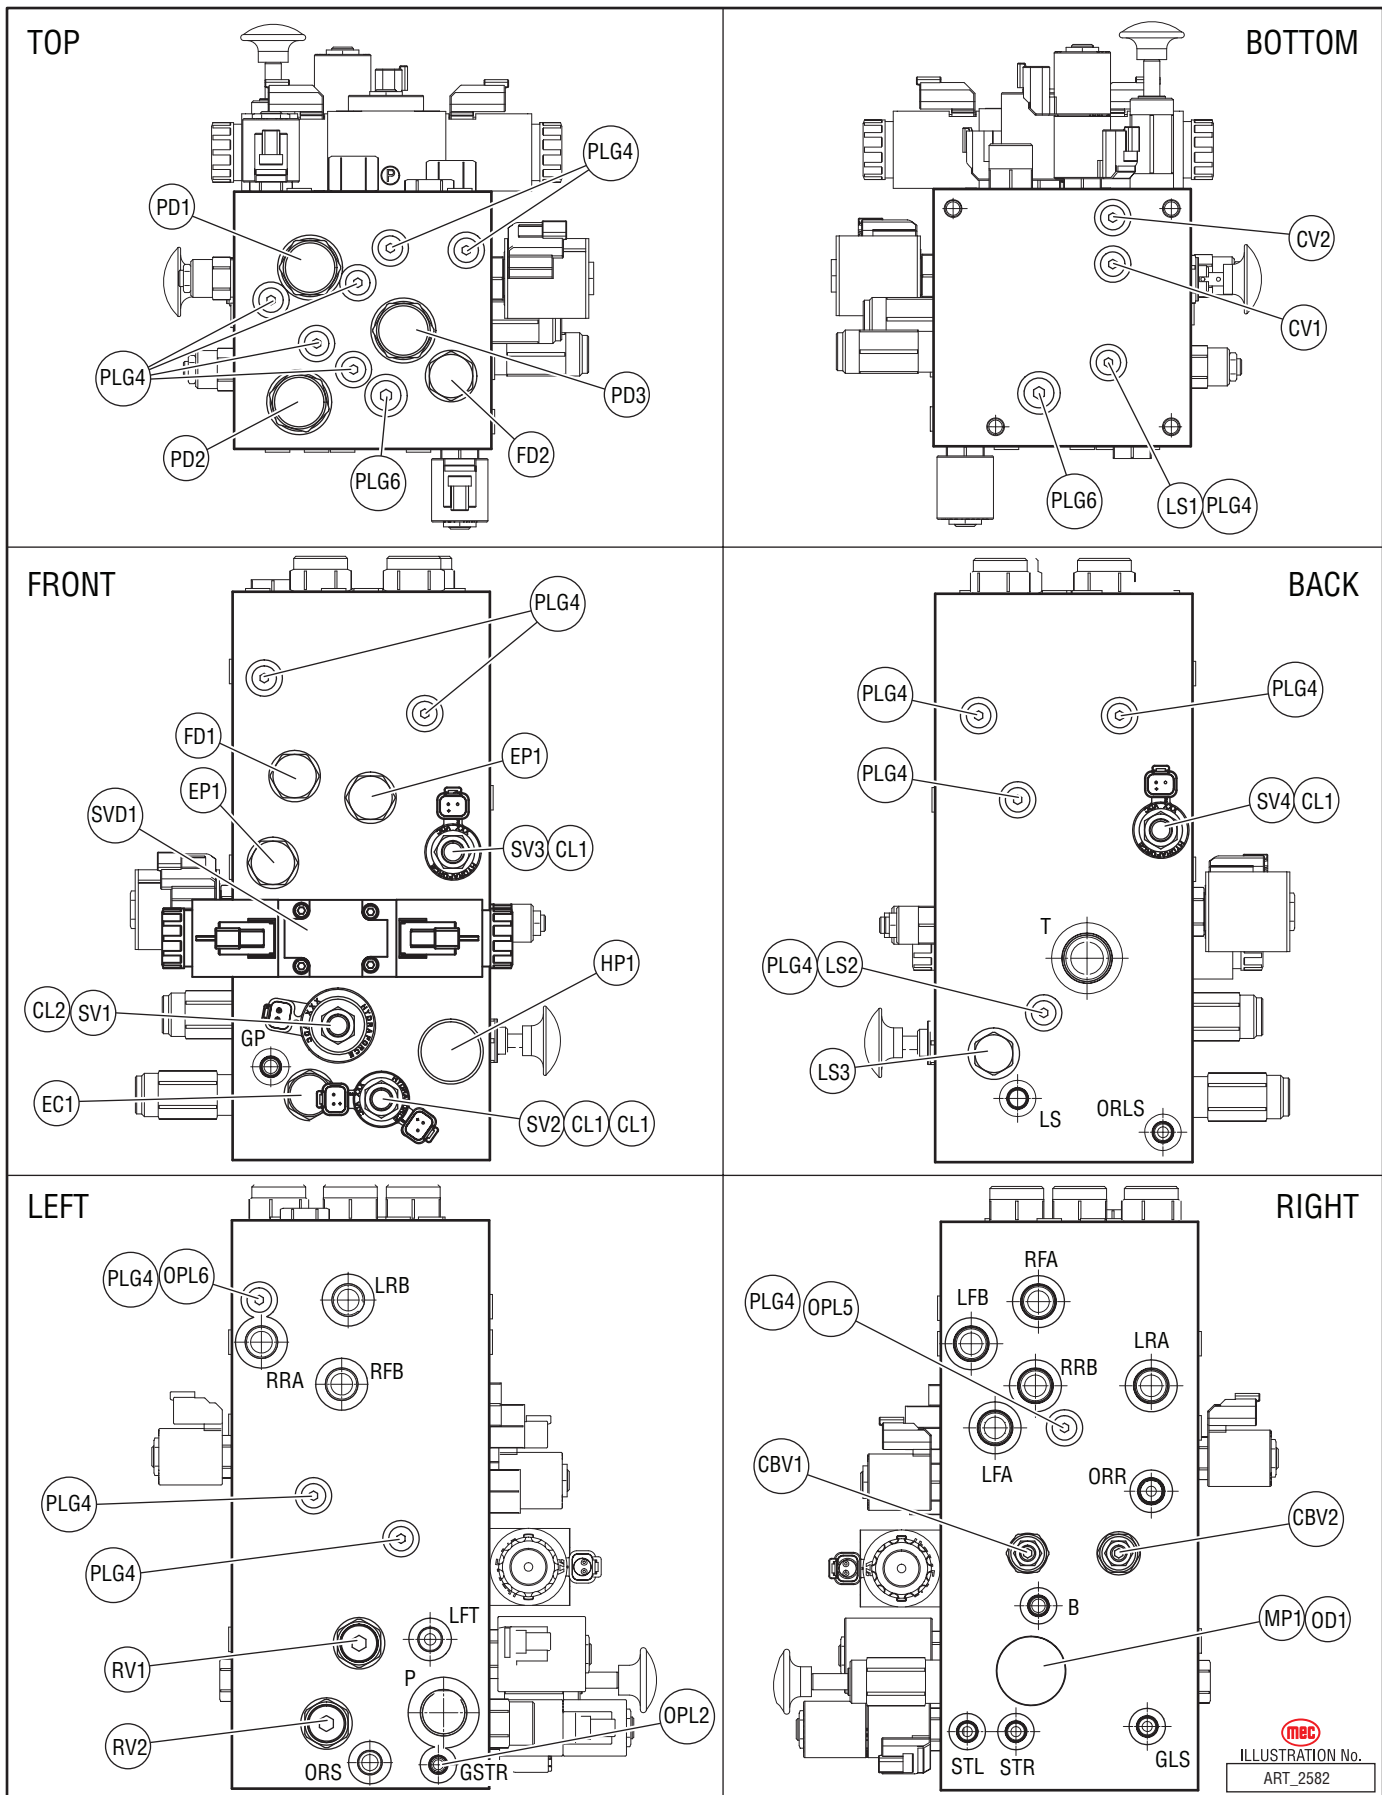 TOP
PLG4
P
PD1
PLG4
PD3
PD2
FD2
PLG6
BOTTOM
CV2
CV1
PLG6
LS1 PLG4
FRONT
PLG4
FD1
EP1
EP1
SVD1
SV3 CL1
HP1
CL2 SV1
GP
EC1
SV2 CL1 CL1
BACK
PLG4
PLG4
PLG4
SV4 CL1
T
PLG4 LS2
LS3
LS
ORLS
LEFT
PLG4 OPL6
LRB
RRA
RFB
PLG4
PLG4
LFT
RV1
P
RV2
OPL2
ORS
GSTR
RIGHT
RFA
LFB
PLG4 OPL5
RRB
LRA
LFA
ORR
CBV1
CBV2
B
MP1 OD1
STL
STR
GLS
mec
ILLUSTRATION No.
ART_2582